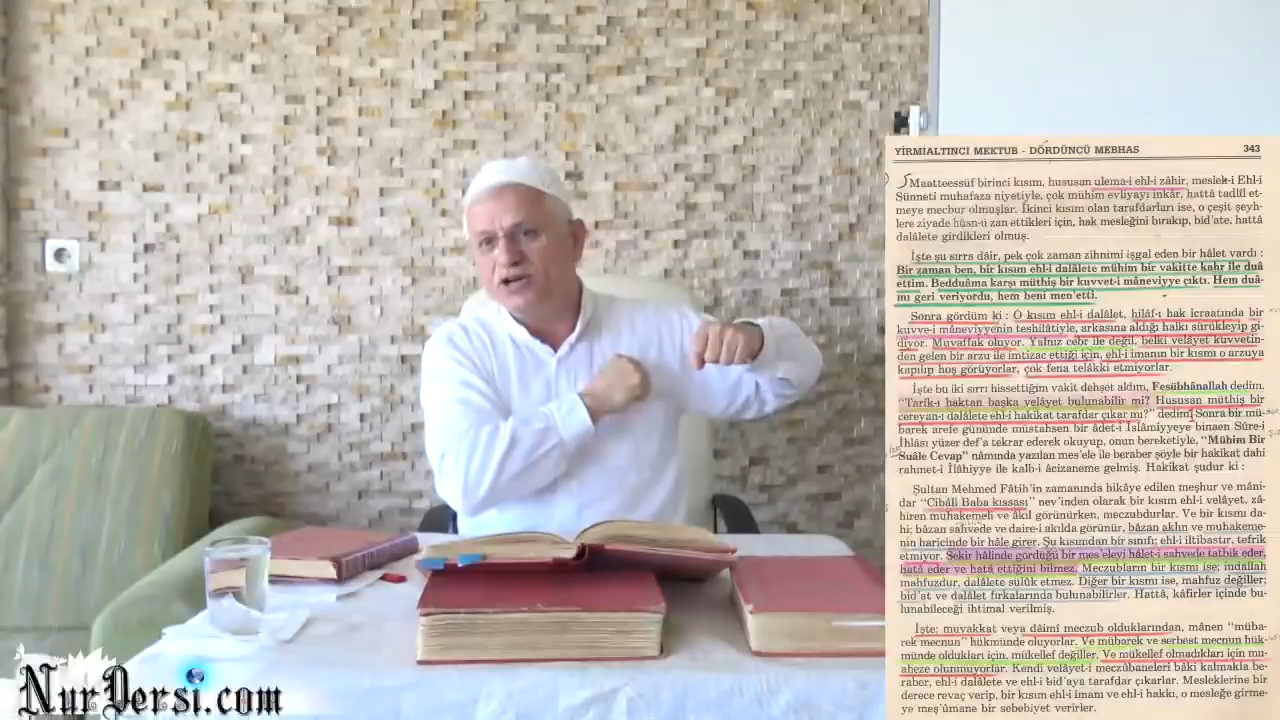 YİRMİALTINCI MEKTUB - DÖRDÜNCÜ MEBHAS 343
Maatteessüf birinci kısım, hususan ulema-i ehl-i zâhir, meslek-i Ehl-i
Sünneti muhafaza niyetiyle, çok mühim evliyayı inkâr, hattâ tadlîl et-
meye mecbur olmuşlar. İkinci kısım olan tarafdarları ise, o çeşit şeyh-
lere ziyade hüsn-ü zan ettikleri için, hak mesleğini bırakıp, bid'ate, hattâ
dalâlete girdikleri olmuş.
İşte şu sırra dâir, pek çok zaman zihnimi işgal eden bir hâlet vardı :
Bir zaman ben, bir kısım ehl-i dalâlete mühim bir vakitte kahr ile duâ
ettim. Bedduâma karşı müthiş bir kuvvet-i mâneviyye çıktı. Hem duâ-
mı geri veriyordu, hem beni men'etti.
Sonra gördüm ki : O kısım ehl-i dalâlet, hilâf-ı hak icraatında bir
kuvve-i mâneviyyenin teshilâtiyle, arkasına aldığı halkı sürükleyip gi-
diyor. Muvaffak oluyor. Yalnız cebr ile değil, belki velâyet kuvvetin-
den gelen bir arzu ile imtizac ettiği için, ehl-i imanın bir kısmı o arzuya
kapılıp hoş görüyorlar, çok fena telâkki etmiyorlar.
İşte bu iki sırrı hissettiğim vakit dehşet aldım, Fesübhânallah dedim.
"Tarîk-ı haktan başka velâyet bulunabilir mi? Hususan müthiş bir
cereyan-ı dalâlete ehl-i hakikat tarafdar çıkar mı?" dedim. Sonra bir mü-
barek arefe gününde müstahsen bir âdet-i İslâmiyyeye binaen Sûre-i
İhlâsı yüzer def'a tekrar ederek okuyup, onun bereketiyle, "Mühim Bir
Suâle Cevap" nâmında yazılan mes'ele ile beraber şöyle bir hakikat dahi
rahmet-i İlâhiyye ile kalb-i âcizaneme gelmiş. Hakikat şudur ki :
Sultan Mehmed Fâtih'in zamanında hikâye edilen meşhur ve mâni-
dar "Cibâli Baba kıssası" nev'inden olarak bir kısım ehl-i velâyet, zâ-
hiren muhakemeli ve âkıl görünürken, meczubdurlar. Ve bir kısmı da-
hi; bâzan sahvede ve daire-i akılda görünür, bâzan aklın ve muhakeme-
nin haricinde bir hâle girer. Şu kısımdan bir sınıfı; ehl-i iltibastır, tefrik
etmiyor. Sekir hâlinde gördüğü bir mes'eleyi hâlet-i sahvede tatbik eder,
hatâ eder ve hatâ ettiğini bilmez. Meczubların bir kısmı ise; indallah
mahfuzdur, dalâlete sülûk etmez. Diğer bir kısmı ise, mahfuz değiller;
bid'at ve dalâlet fırkalarında bulunabilirler. Hattâ, kâfirler içinde bu-
lunabileceği ihtimal verilmiş.
İşte; muvakkat veya dâimî meczub olduklarından, mânen "müba-
rek mecnun" hükmünde oluyorlar. Ve mübarek ve serbest mecnun hük-
münde oldukları için, mükellef değiller. Ve mükellef olmadıkları için mu-
ahçze olunmuyorlar. Kendi velâyet-i meczûbaneleri bâki kalmakla be-
raber, ehl-i dalâlete ve ehl-i bid'aya tarafdar çıkarlar. Mesleklerine bir
derece revaç verip, bir kısım ehl-i imanı ve ehl-i hakkı, o mesleğe girme-
ye meş'ûmane bir sebebiyet verirler.
NurDersi.com